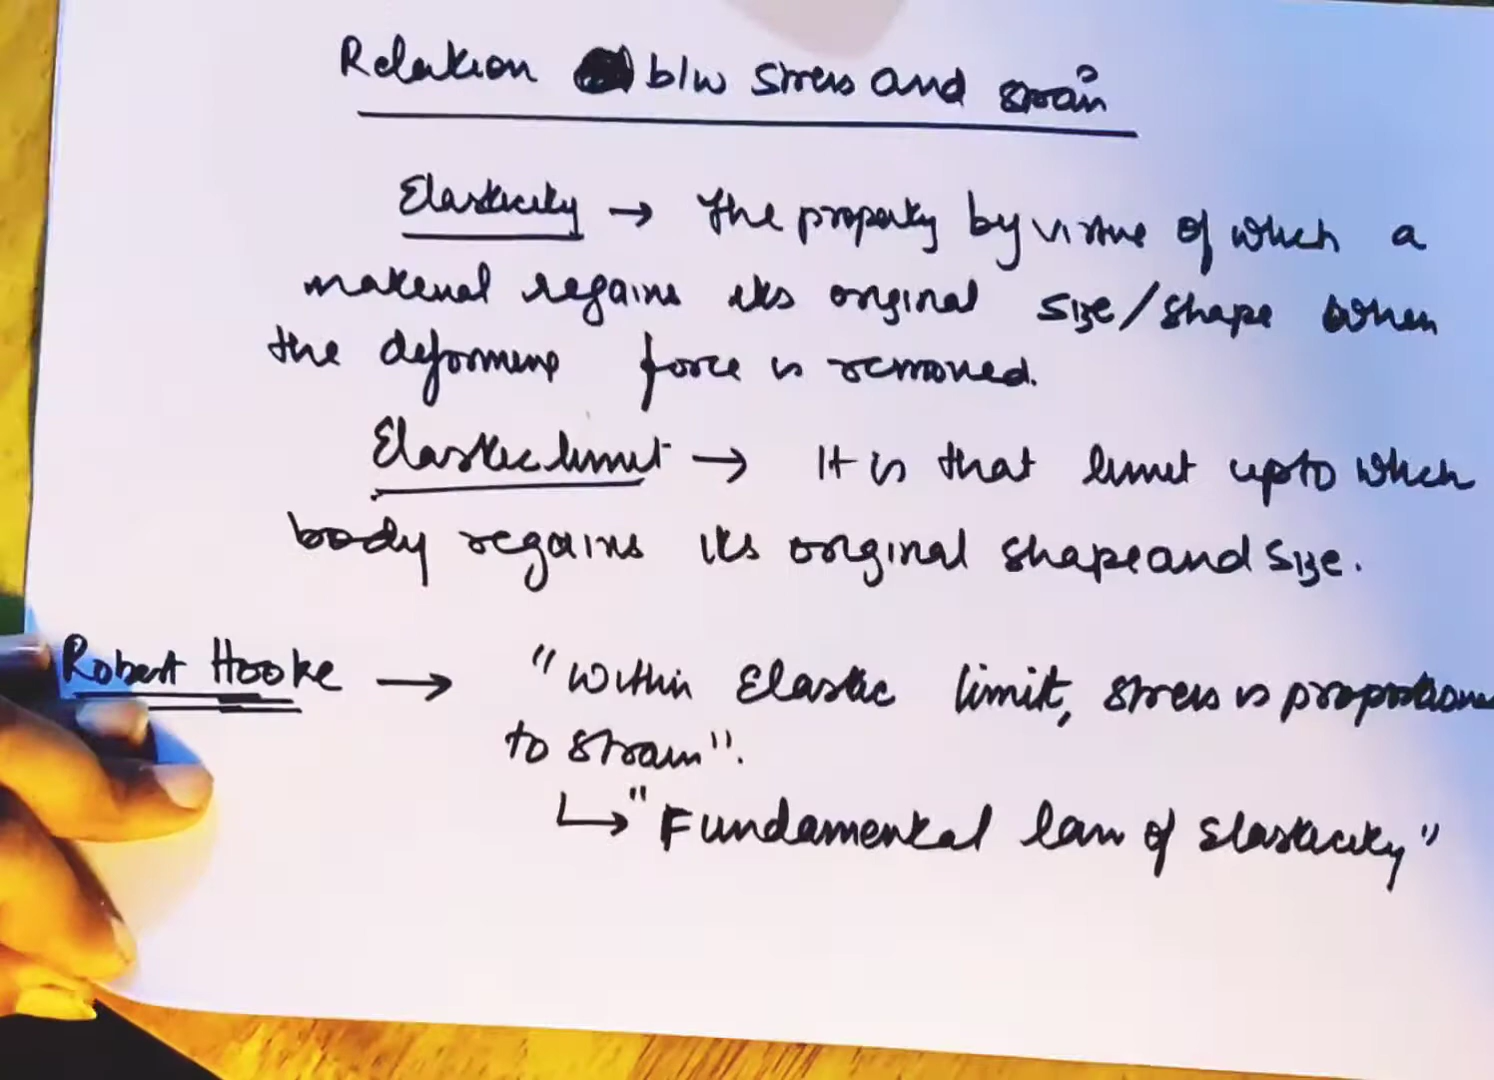 Relation b/w stress and strain
Elasticity → The property by virtue of which a
material regains its original size/shape when
the deforming force is removed.
Elastic limit → It is that limit upto which
body regains its original shape and size.
Robert Hooke → "Within Elastic limit, stress is proportional
to strain".
↳ "Fundamental law of Elasticity"